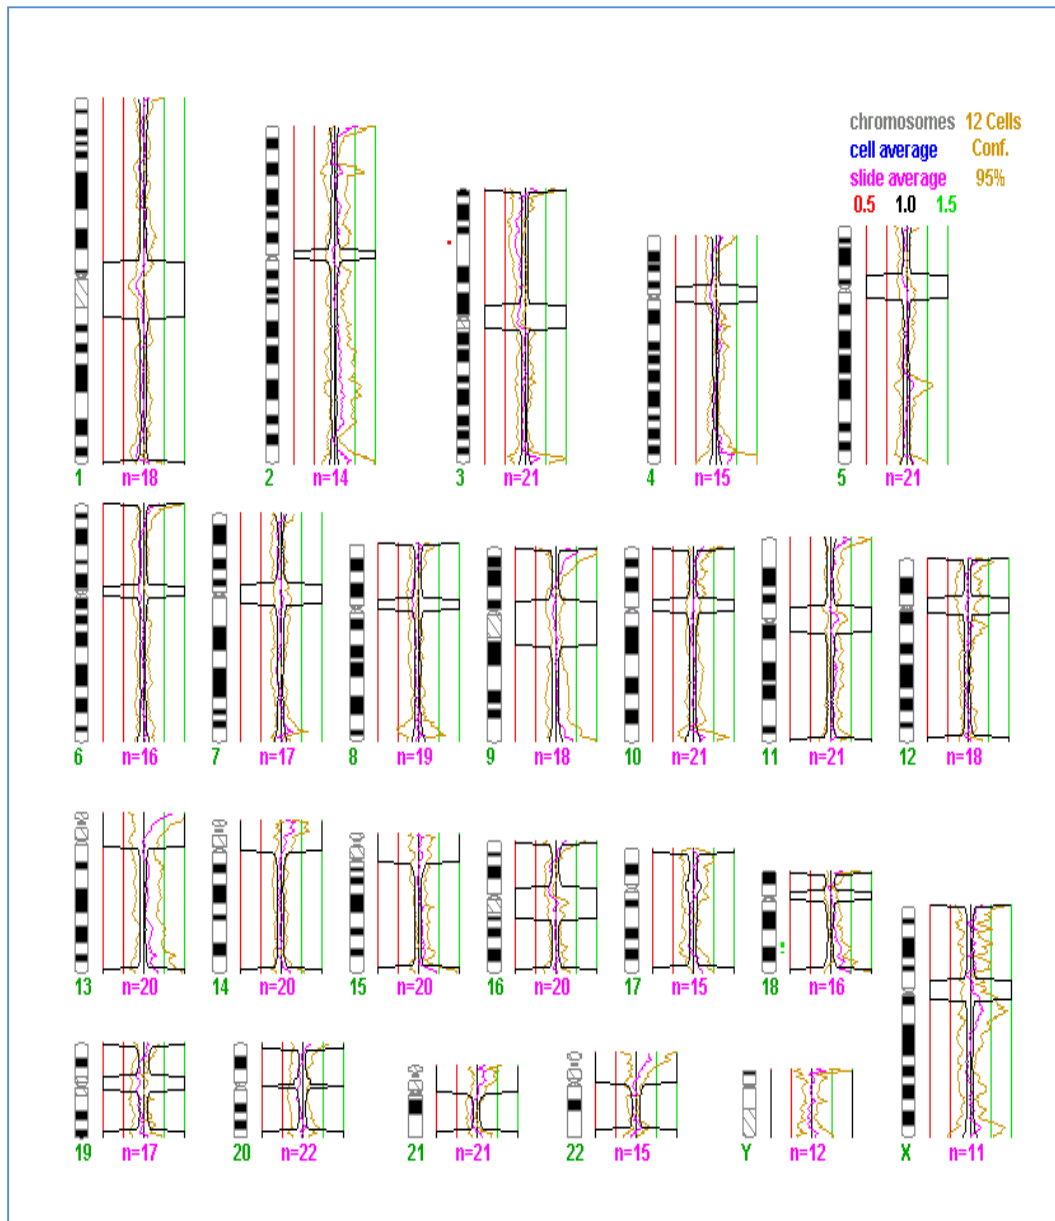 chromosomes 12 Cells
cell average Conf.
slide average 95%
0.5 1.0 1.5
1 n=18
2 n=14
3 n=21
4 n=15
5 n=21
6 n=16
7 n=17
8 n=19
9 n=18
10 n=21
11 n=21
12 n=18
13 n=20
14 n=20
15 n=20
16 n=20
17 n=15
18 n=16
19 n=17
20 n=22
21 n=21
22 n=15
Y n=12
X n=11